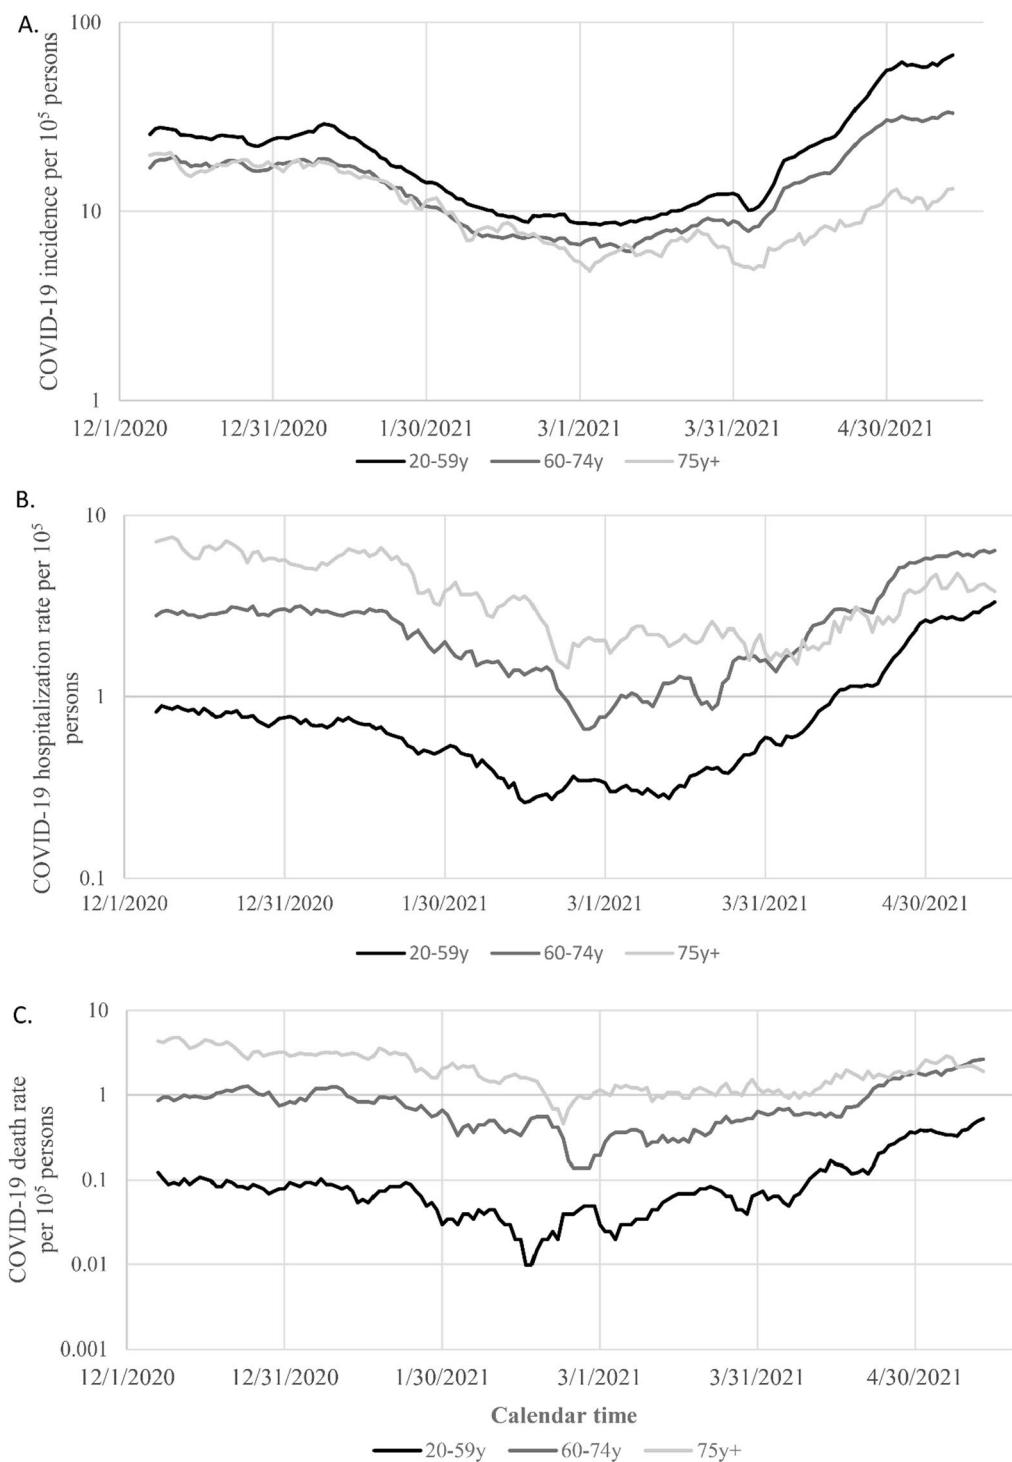 A.
COVID-19 incidence per 10⁵ persons
100
10
1
12/1/2020 12/31/2020 1/30/2021 3/1/2021 3/31/2021 4/30/2021
20-59y 60-74y 75y+
B.
COVID-19 hospitalization rate per 10⁵
persons
10
1
0.1
12/1/2020 12/31/2020 1/30/2021 3/1/2021 3/31/2021 4/30/2021
20-59y 60-74y 75y+
C.
COVID-19 death rate
per 10⁵ persons
10
1
0.1
0.01
0.001
12/1/2020 12/31/2020 1/30/2021 3/1/2021 3/31/2021 4/30/2021
Calendar time
20-59y 60-74y 75y+